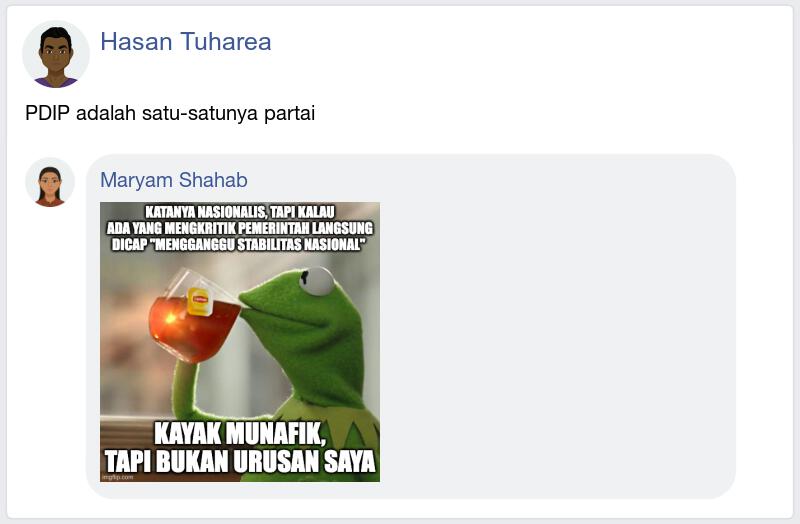 Hasan Tuharea
PDIP adalah satu-satunya partai
Maryam Shahab
KATANYA NASIONALIS, TAPI KALAU
ADA YANG MENGKRITIK PEMERINTAH LANGSUNG
DICAP "MENGGANGGU STABILITAS NASIONAL"
Lipton
KAYAK MUNAFIK,
TAPI BUKAN URUSAN SAYA
imgflip.com